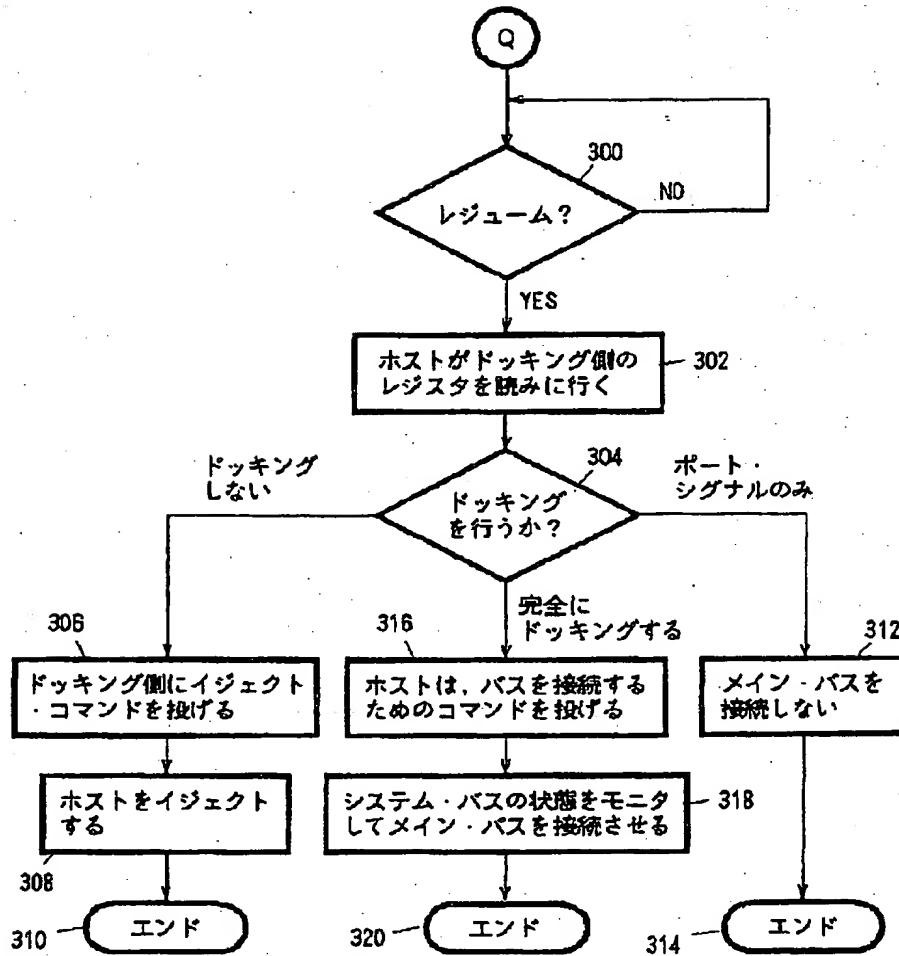 Q
300
レジューム？
NO
YES
ホストがドッキング側の
レジスタを読みに行く
302
ドッキング
しない
304
ポート・
シグナルのみ
ドッキング
を行うか？
完全に
ドッキングする
306
ドッキング側にイジェクト
・コマンドを投げる
316
ホストは，バスを接続する
ためのコマンドを投げる
312
メイン・バスを
接続しない
ホストをイジェクト
する
308
システム・バスの状態をモニタ
してメイン・バスを接続させる
318
310
エンド
320
エンド
314
エンド